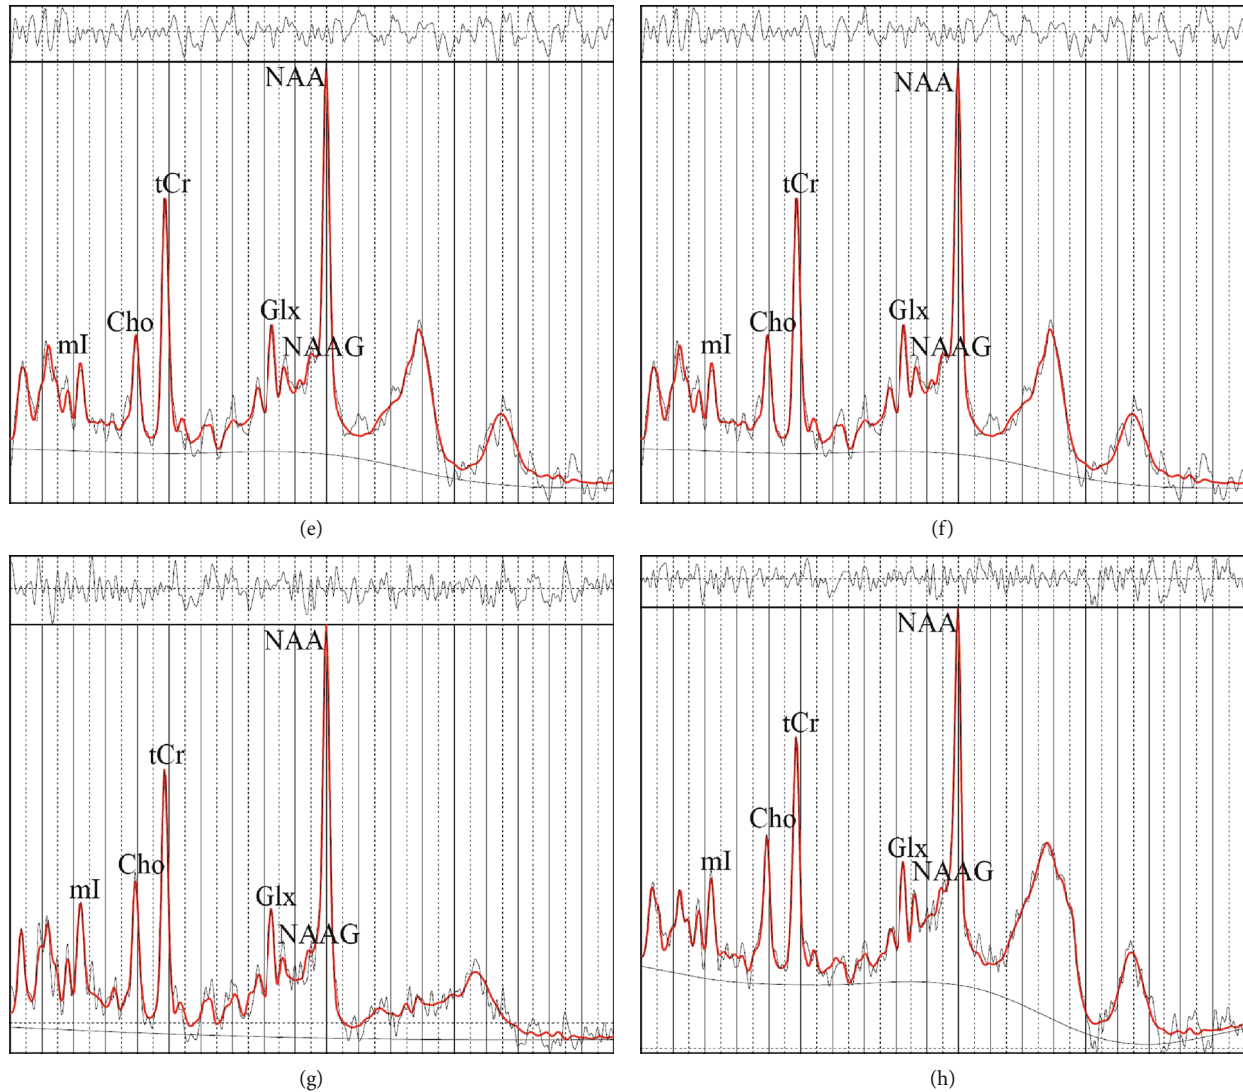 NAA
tCr
Glx
Cho
NAAG
mI
(e)
NAA
tCr
Glx
Cho
NAAG
mI
(f)
NAA
tCr
Cho
mI
Glx
NAAG
(g)
NAA
tCr
Cho
Glx
mI
NAAG
(h)